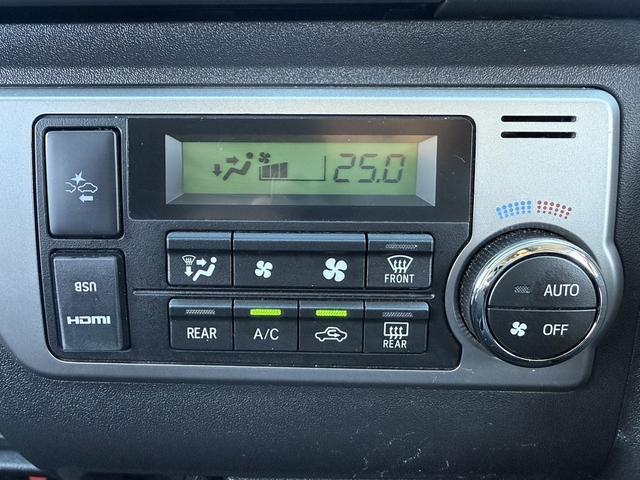 25.0
USB
HDMI
FRONT
REAR
A/C
REAR
AUTO
OFF